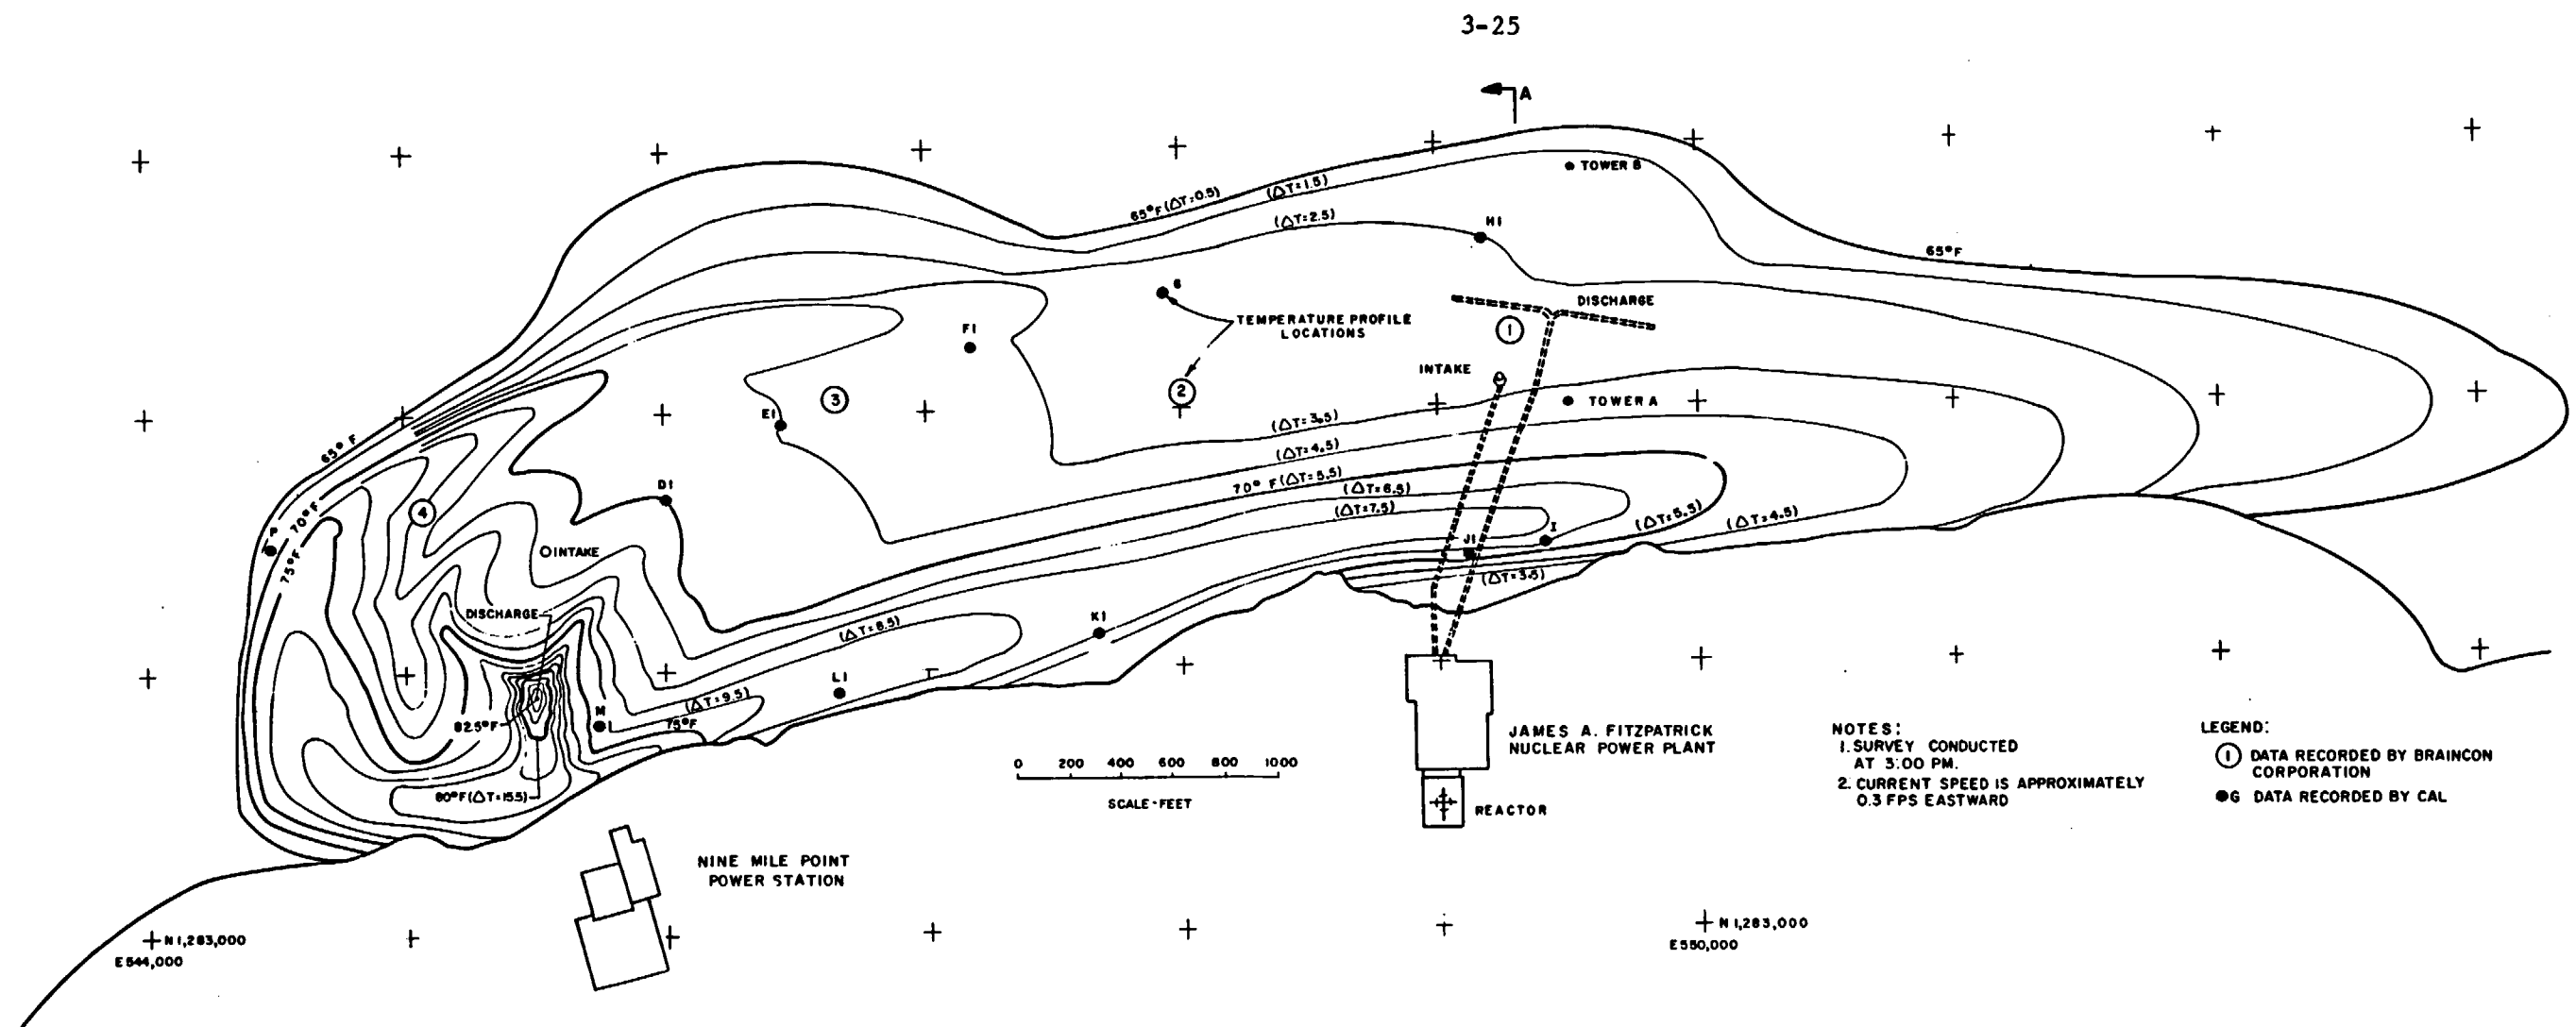 3-25
A
TOWER B
65°F(ΔT=0.5)
(ΔT=1.5)
(ΔT=2.5)
H1
65°F
G
DISCHARGE
TEMPERATURE PROFILE
LOCATIONS
1
F1
INTAKE
2
3
TOWER A
E1
(ΔT=3.5)
65° F
(ΔT=4.5)
70° F(ΔT=5.5)
D1
(ΔT=6.5)
70°F
4
(ΔT=7.5)
(ΔT=5.5)
(ΔT=4.5)
I
P
J1
INTAKE
75°F
(ΔT=3.5)
DISCHARGE
K1
(ΔT=8.5)
L1
(ΔT=9.5)
M
75°F
82.5°F
80°F(ΔT=15.5)
0 200 400 600 800 1000
SCALE-FEET
JAMES A. FITZPATRICK
NUCLEAR POWER PLANT
REACTOR
NOTES:
1. SURVEY CONDUCTED
AT 3:00 PM.
2. CURRENT SPEED IS APPROXIMATELY
0.3 FPS EASTWARD
LEGEND:
1 DATA RECORDED BY BRAINCON
CORPORATION
●G DATA RECORDED BY CAL
NINE MILE POINT
POWER STATION
N 1,283,000
E 544,000
N 1,283,000
E 550,000